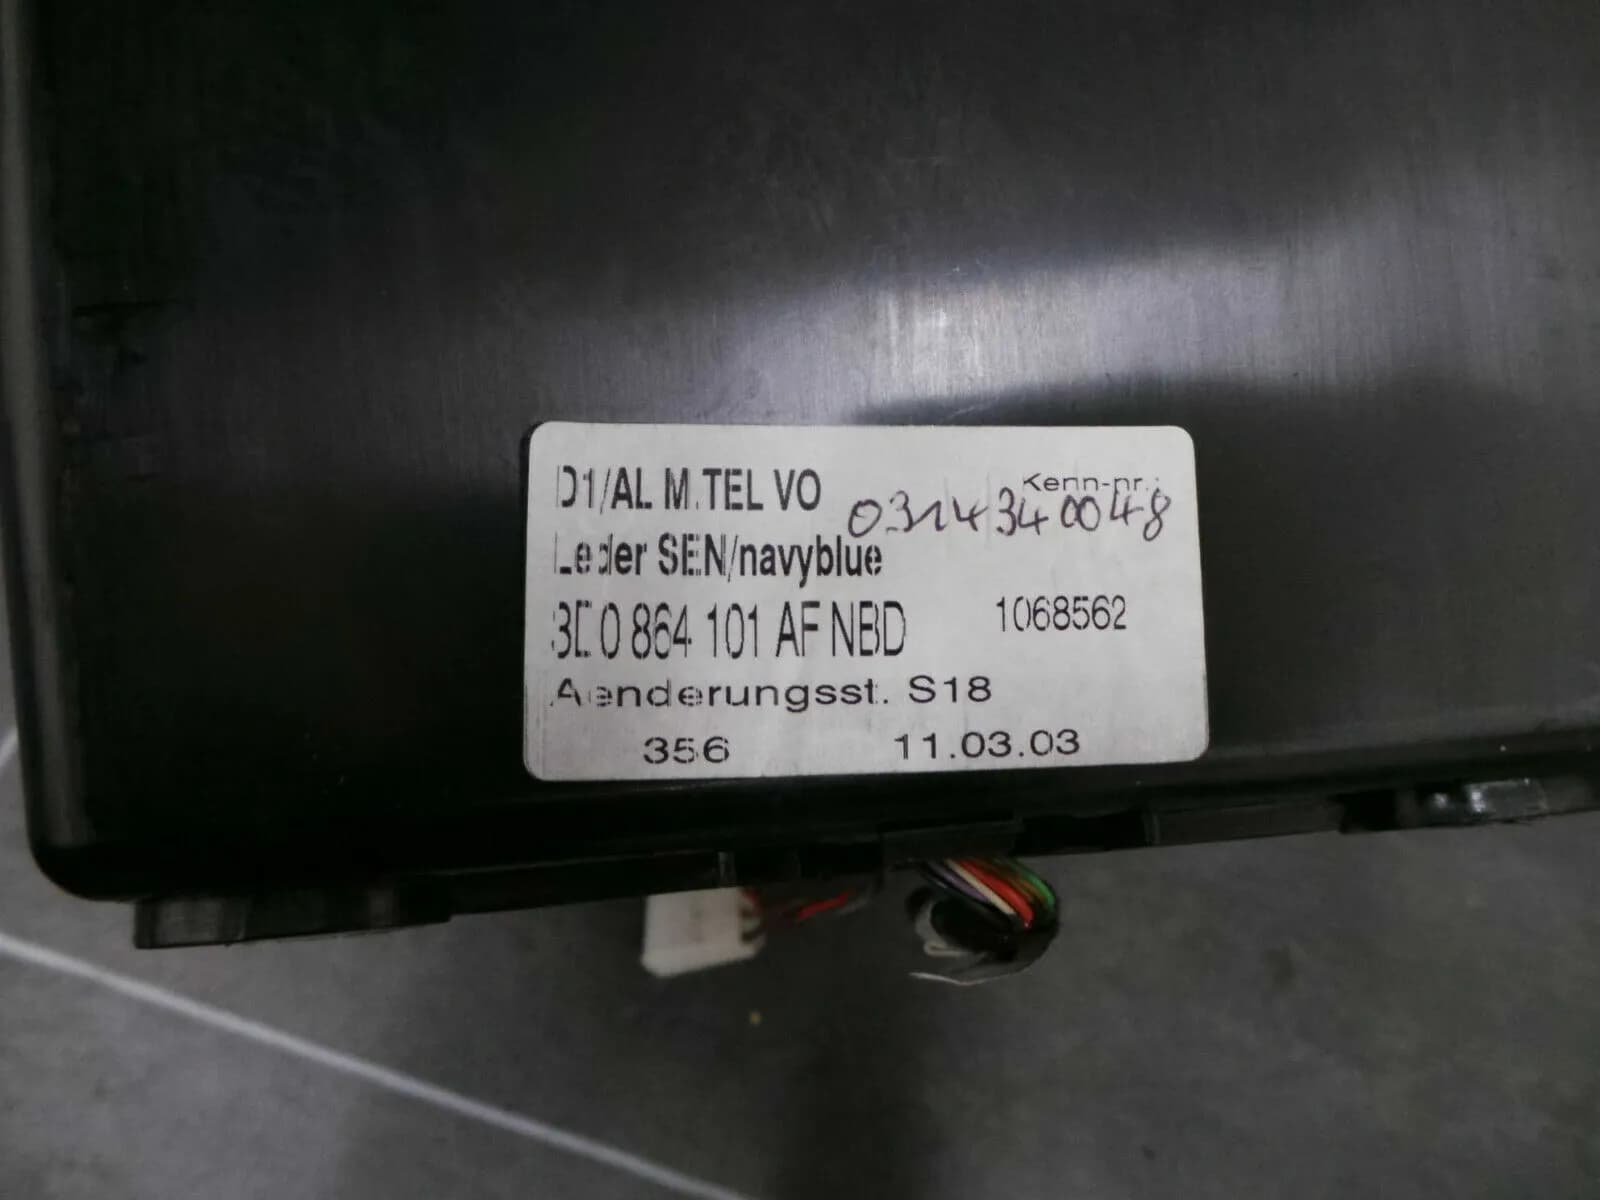 D1/AL M.TEL VO
Kenn-nr.:
0314340048
Leder SEN/navyblue
3D0 864 101 AF NBD
1068562
Aenderungsst. S18
356
11.03.03